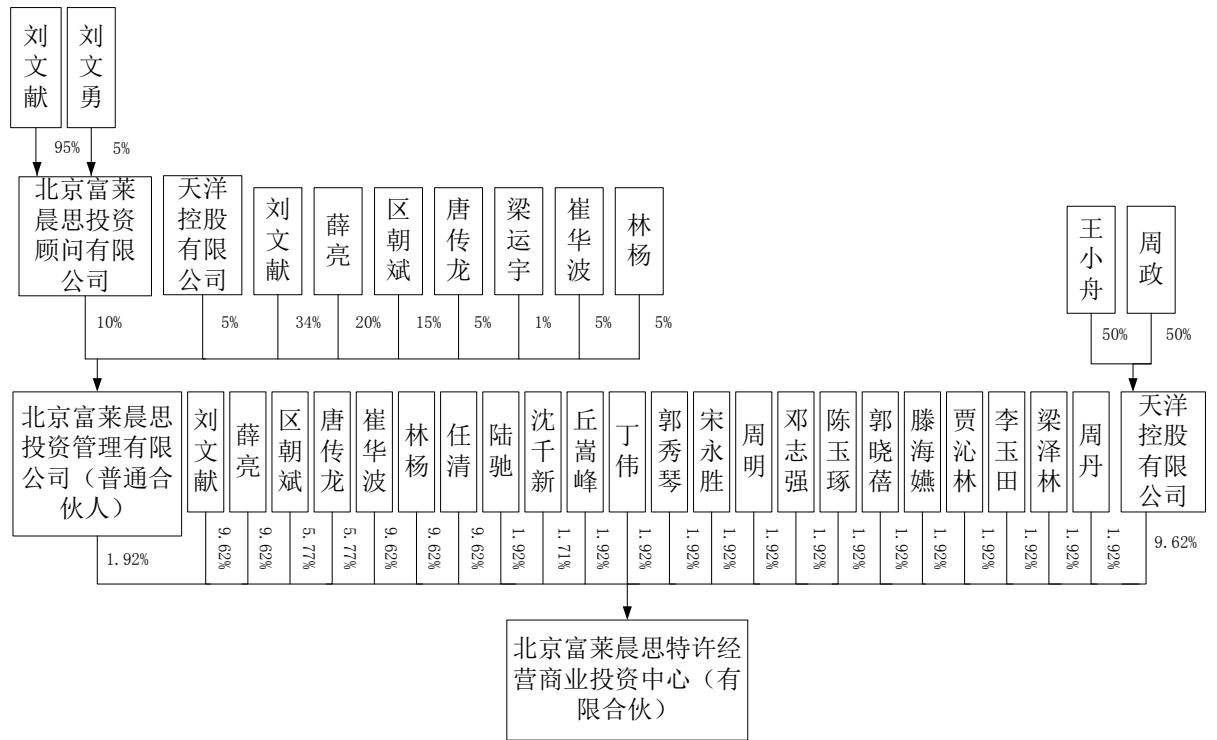 刘文献
刘文勇
95%
5%
北京富莱
晨思投资
顾问有限
公司
天洋
控股
有限
公司
刘文献
薛亮
区朝斌
唐传龙
梁运宇
崔华波
林杨
王小舟
周政
10%
5%
34%
20%
15%
5%
1%
5%
5%
50%
50%
北京富莱晨思
投资管理有限
公司（普通合
伙人）
刘文献
薛亮
区朝斌
唐传龙
崔华波
林杨
任清
陆驰
沈千新
丘嵩峰
丁伟
郭秀琴
宋永胜
周明
邓志强
陈玉琢
郭晓蓓
滕海嬿
贾沁林
李玉田
梁泽林
周丹
天洋
控股
有限
公司
1.92%
9.62%
9.62%
5.77%
5.77%
9.62%
9.62%
9.62%
1.92%
1.71%
1.92%
1.92%
1.92%
1.92%
1.92%
1.92%
1.92%
1.92%
1.92%
1.92%
1.92%
1.92%
1.92%
9.62%
北京富莱晨思特许经
营商业投资中心（有
限合伙）